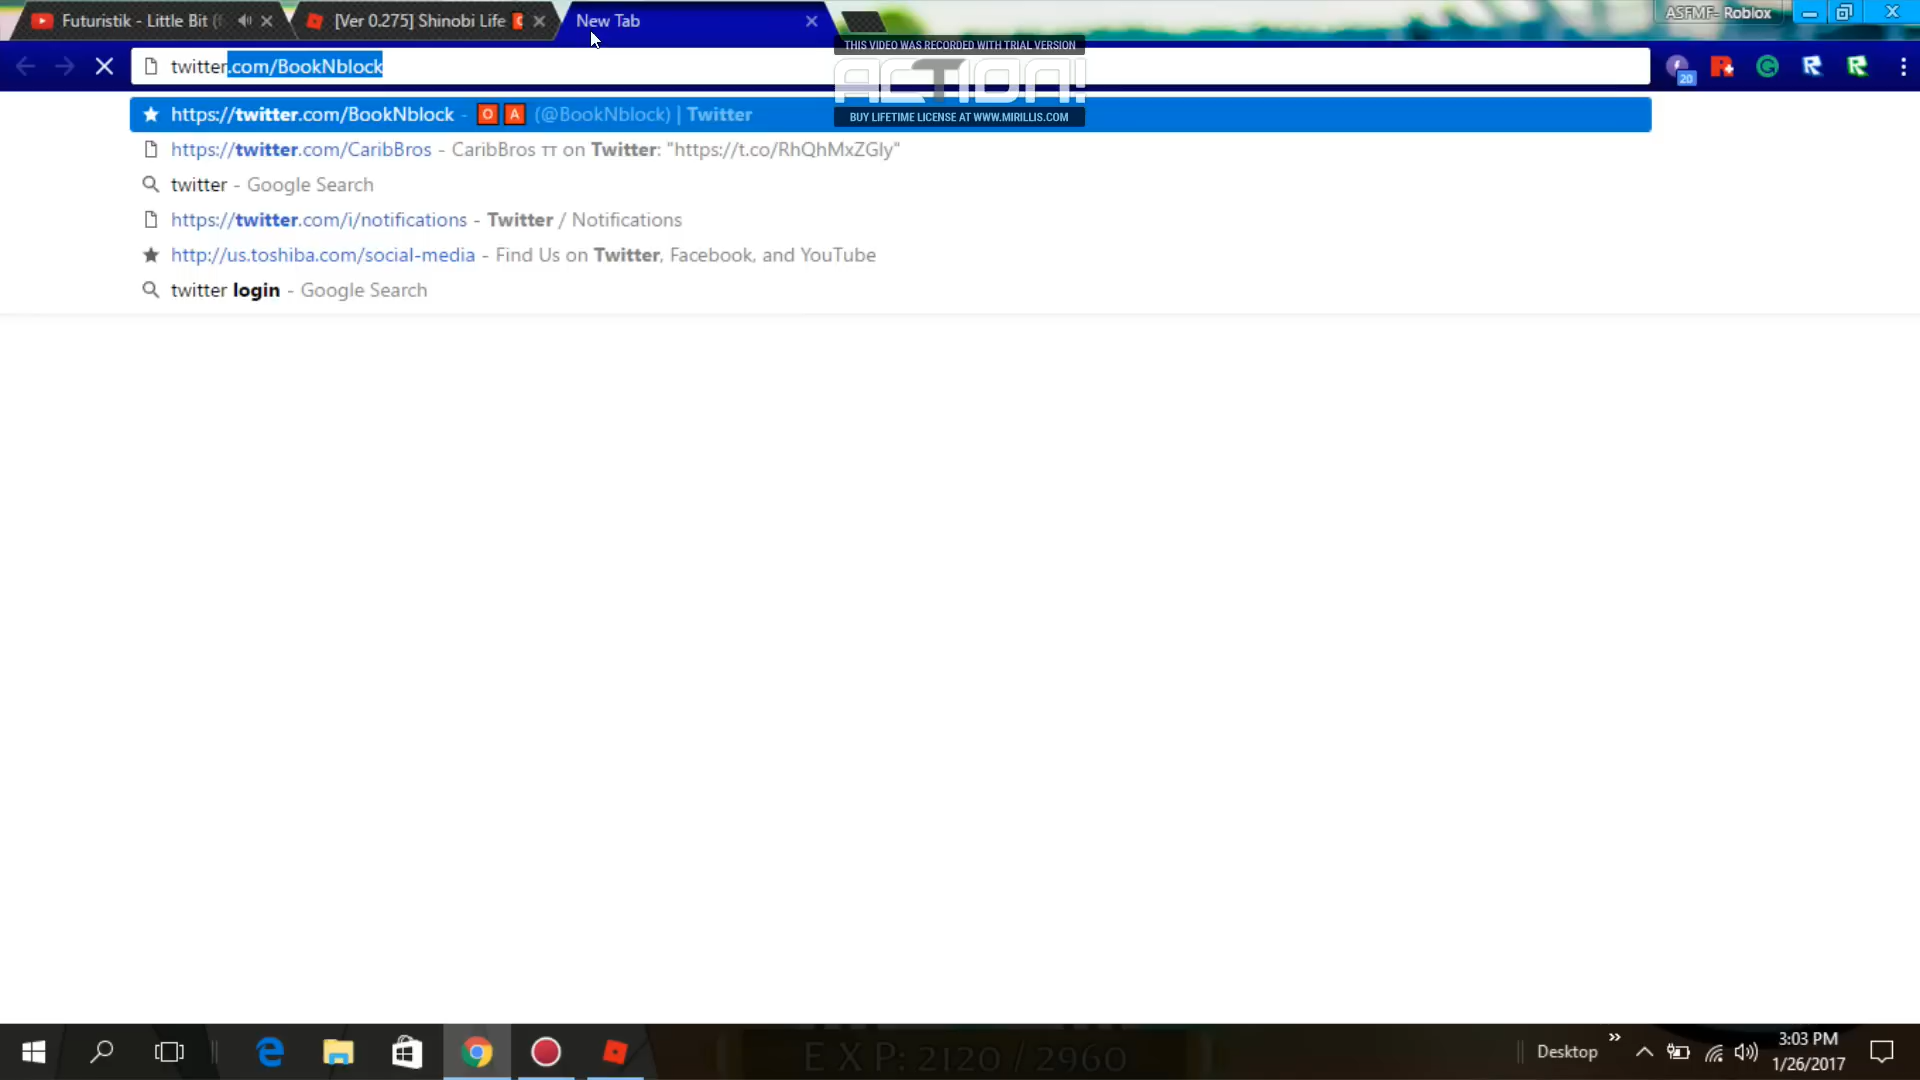 Futuristik - Little Bit (f
[Ver 0.275] Shinobi Life
New Tab
ASFMF- Roblox
THIS VIDEO WAS RECORDED WITH TRIAL VERSION
ACTION!
BUY LIFETIME LICENSE AT WWW.MIRILLIS.COM
twitter.com/BookNblock
20
https://twitter.com/BookNblock - O A (@BookNblock) | Twitter
https://twitter.com/CaribBros - CaribBros ππ on Twitter: "https://t.co/RhQhMxZGly"
twitter - Google Search
https://twitter.com/i/notifications - Twitter / Notifications
http://us.toshiba.com/social-media - Find Us on Twitter, Facebook, and YouTube
twitter login - Google Search
EXP: 2120 / 2960
Desktop
3:03 PM
1/26/2017